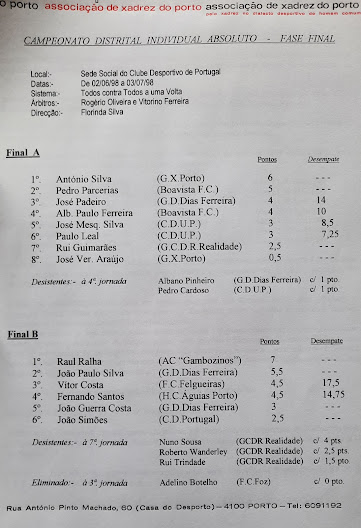 o porto associação de xadrez do porto associação de xadrez do porto
pelo xadrez no estatuto desportivo de homem comum
CAMPEONATO DISTRITAL INDIVIDUAL ABSOLUTO - FASE FINAL
Local:- Sede Social do Clube Desportivo de Portugal
Datas:- De 02/06/98 a 03/07/98
Sistema:- Todos contra Todos a uma Volta
Árbitros:- Rogério Oliveira e Vitorino Ferreira
Direcção:- Florinda Silva
Final A Pontos Desempate
1º. António Silva (G.X.Porto) 6 - - -
2º. Pedro Parcerias (Boavista F.C.) 5 - - -
3º. José Padeiro (G.D.Dias Ferreira) 4 14
4º. Alb. Paulo Ferreira (Boavista F.C.) 4 10
5º. José Mesq. Silva (C.D.U.P.) 3 8,5
6º. Paulo Leal (C.D.U.P.) 3 7,25
7º. Rui Guimarães (G.C.D.R.Realidade) 2,5 - - -
8º. José Ver. Araújo (G.X.Porto) 0,5 - - -
Desistentes:- à 4ª. jornada Albano Pinheiro (G.D.Dias Ferreira) c/ 1 pto.
Pedro Cardoso (C.D.U.P.) c/ 1 pto.
Final B Pontos Desempate
1º. Raul Ralha (AC "Gambozinos") 7 - - -
2º. João Paulo Silva (G.D.Dias Ferreira) 5,5 - - -
3º. Vítor Costa (F.C.Felgueiras) 4,5 17,5
4º. Fernando Santos (H.C.Aguias Porto) 4,5 14,75
5º. João Guerra Costa (G.D.Dias Ferreira) 3 - - -
6º. João Simões (C.D.Portugal) 2,5 - - -
Desistentes:- à 7ª. jornada Nuno Sousa (GCDR Realidade) c/ 4 pts.
Roberto Wanderley (GCDR Realidade) c/ 2,5 pts.
Rui Trindade (GCDR Realidade) c/ 1,5 pto
Eliminado:- à 3ª. jornada Adelino Botelho (F.C.Foz) c/ 0 pto.
Rua António Pinto Machado, 60 (Casa do Desporto) – 4100 PORTO – Tel: 6091192